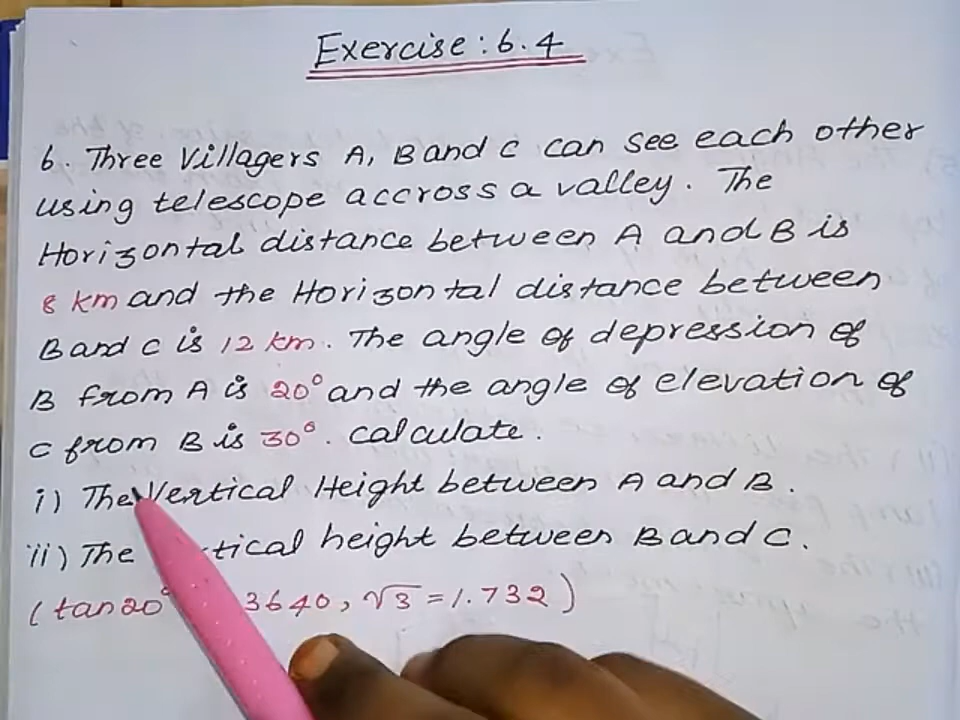 Exercise: 6.4
6. Three Villagers A, B and C can see each other
using telescope accross a valley. The
Horizontal distance between A and B is
8 km and the Horizontal distance between
B and C is 12 km. The angle of depression of
B from A is 20° and the angle of elevation of
C from B is 30°. calculate.
i) The Vertical Height between A and B.
ii) The tical height between B and C.
(tan20° 3640, √3 = 1.732)